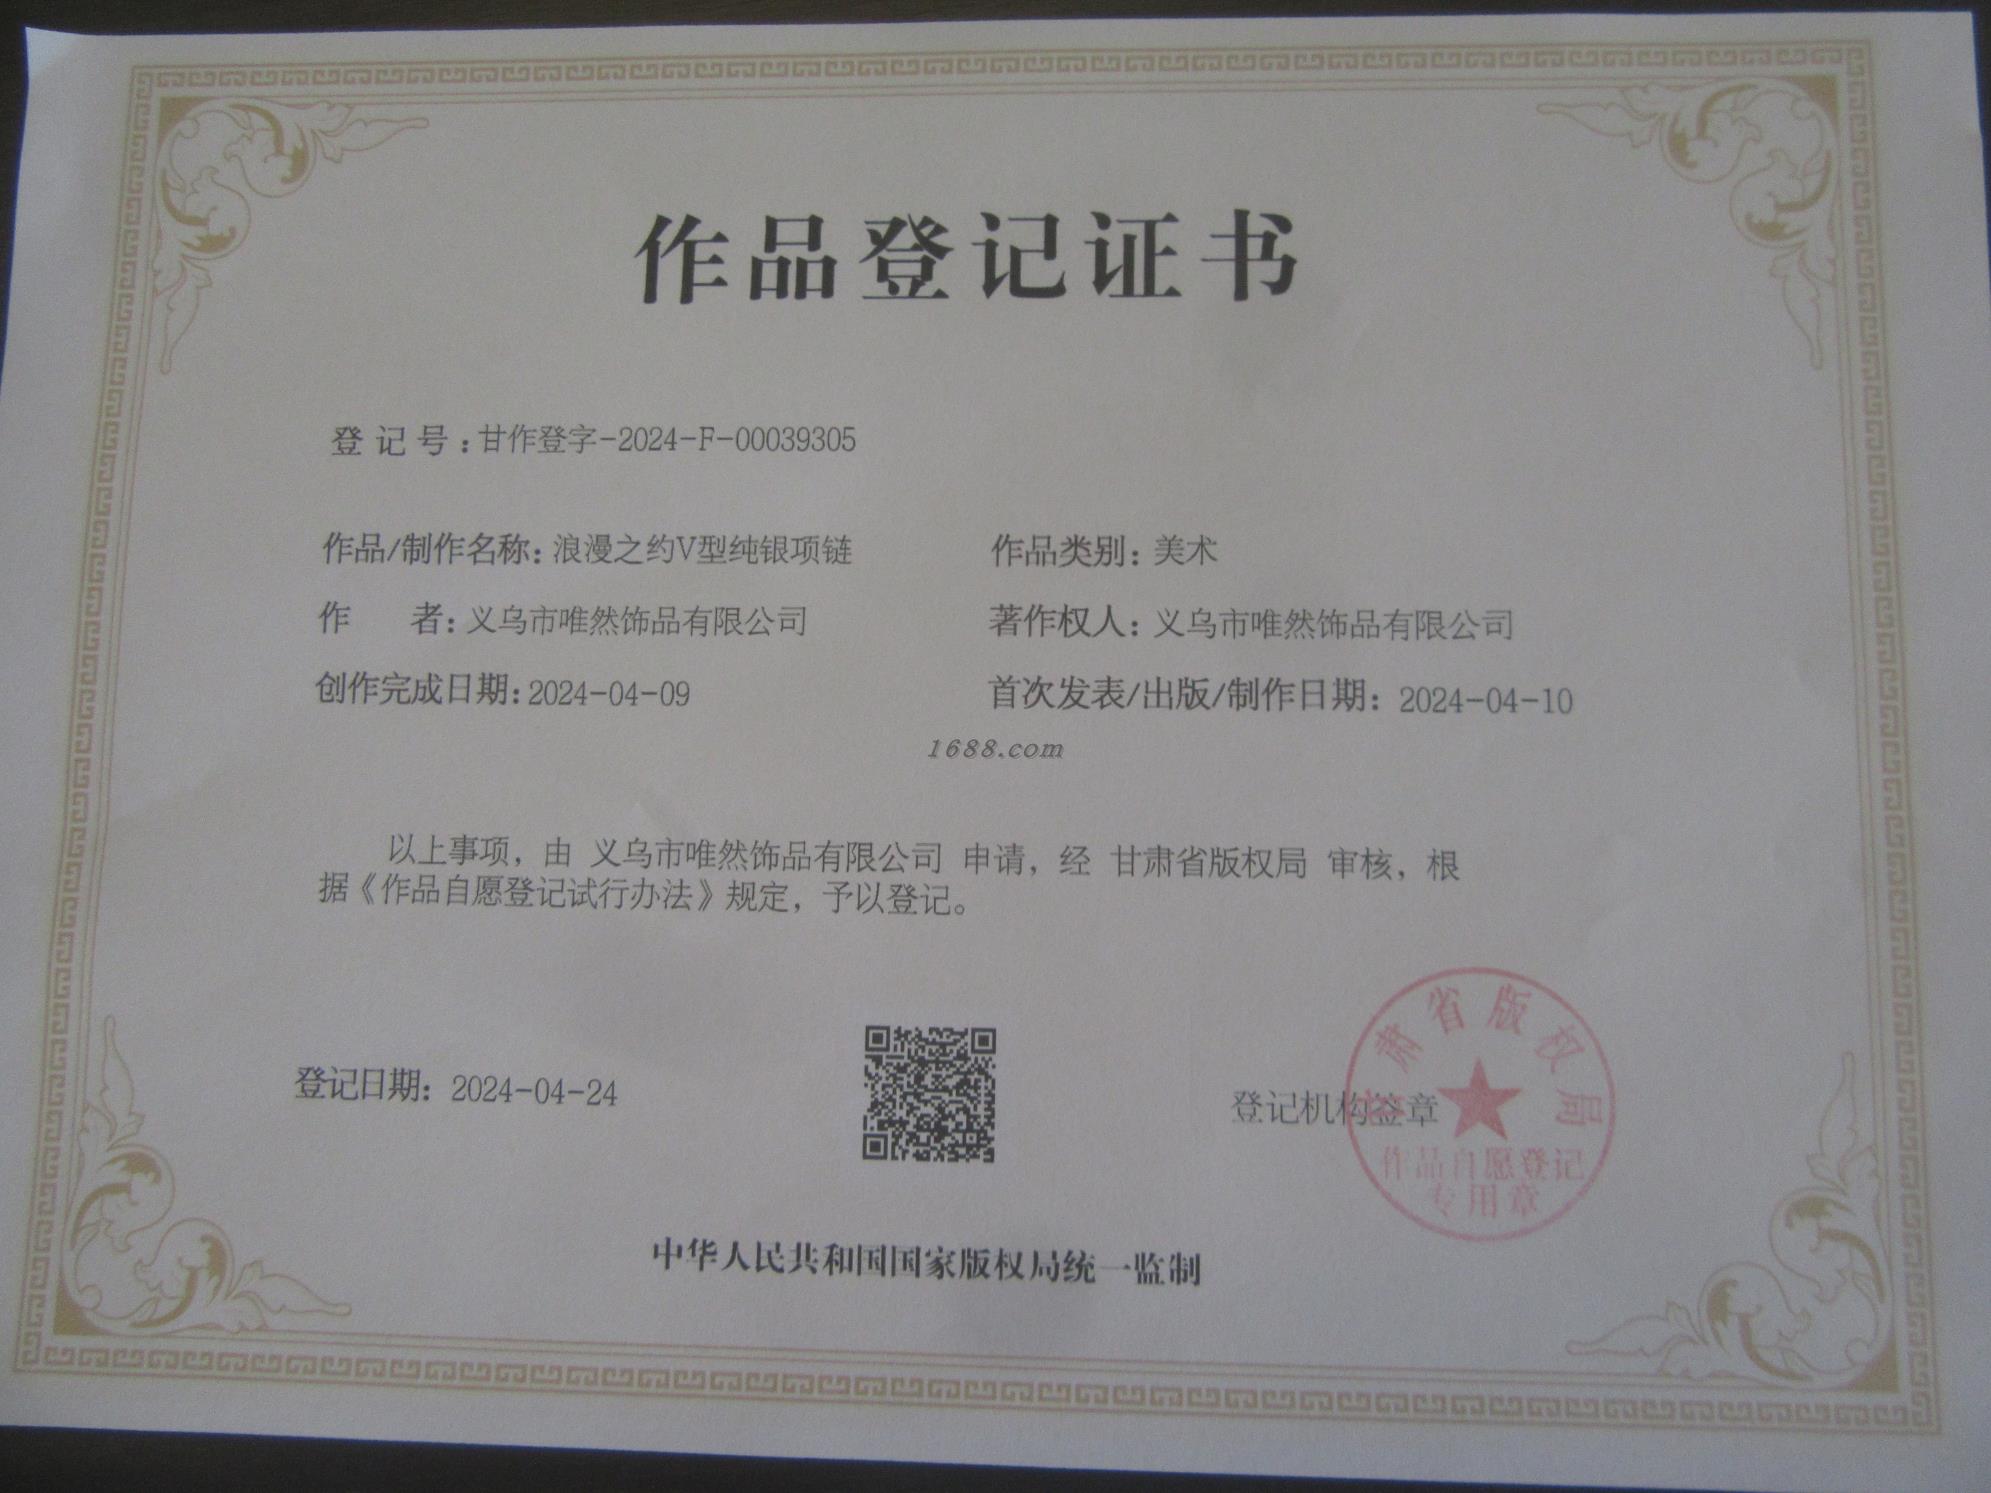 作品登记证书
登记号：甘作登字-2024-F-00039305
作品/制作名称：浪漫之约V型纯银项链 作品类别：美术
作者：义乌市唯然饰品有限公司 著作权人：义乌市唯然饰品有限公司
创作完成日期：2024-04-09 首次发表/出版/制作日期：2024-04-10
1688.com
以上事项，由 义乌市唯然饰品有限公司 申请，经 甘肃省版权局 审核，根
据《作品自愿登记试行办法》规定，予以登记。
登记日期：2024-04-24
登记机构签章
甘肃省版权局
作品自愿登记
专用章
中华人民共和国国家版权局统一监制